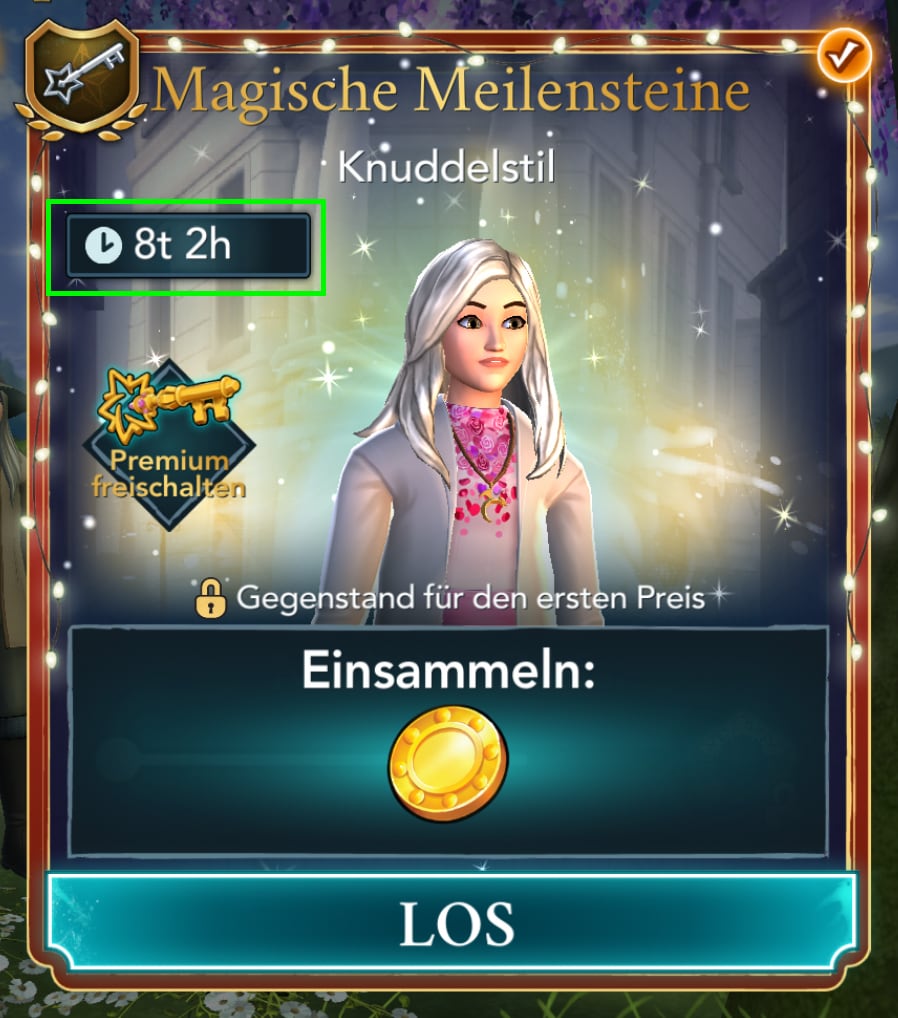 Magische Meilensteine
Knuddelstil
8t 2h
Premium
freischalten
Gegenstand für den ersten Preis
Einsammeln:
LOS